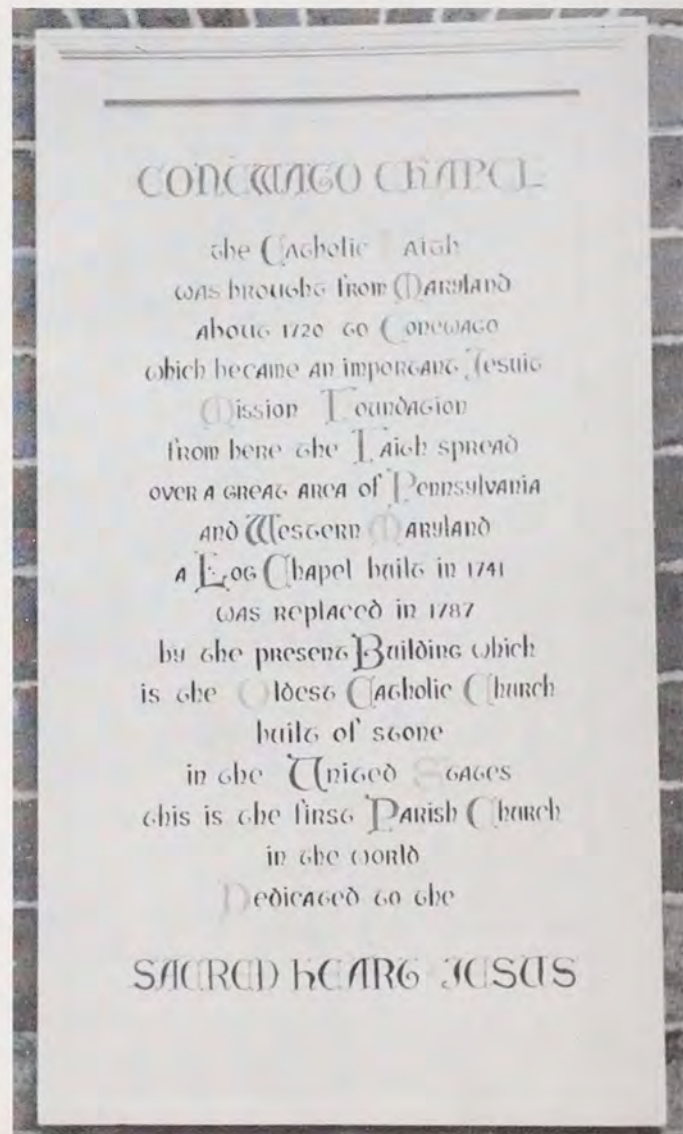 CONEWAGO CHAPEL
the Catholic Faith
was brought from Maryland
about 1720 to Conewago
which became an important Jesuit
Mission Foundation
from here the Faith spread
over a great area of Pennsylvania
and Western Maryland
a Log Chapel built in 1741
was replaced in 1787
by the present Building which
is the Oldest Catholic Church
built of stone
in the United States
this is the first Parish Church
in the world
Dedicated to the
SACRED HEART JESUS